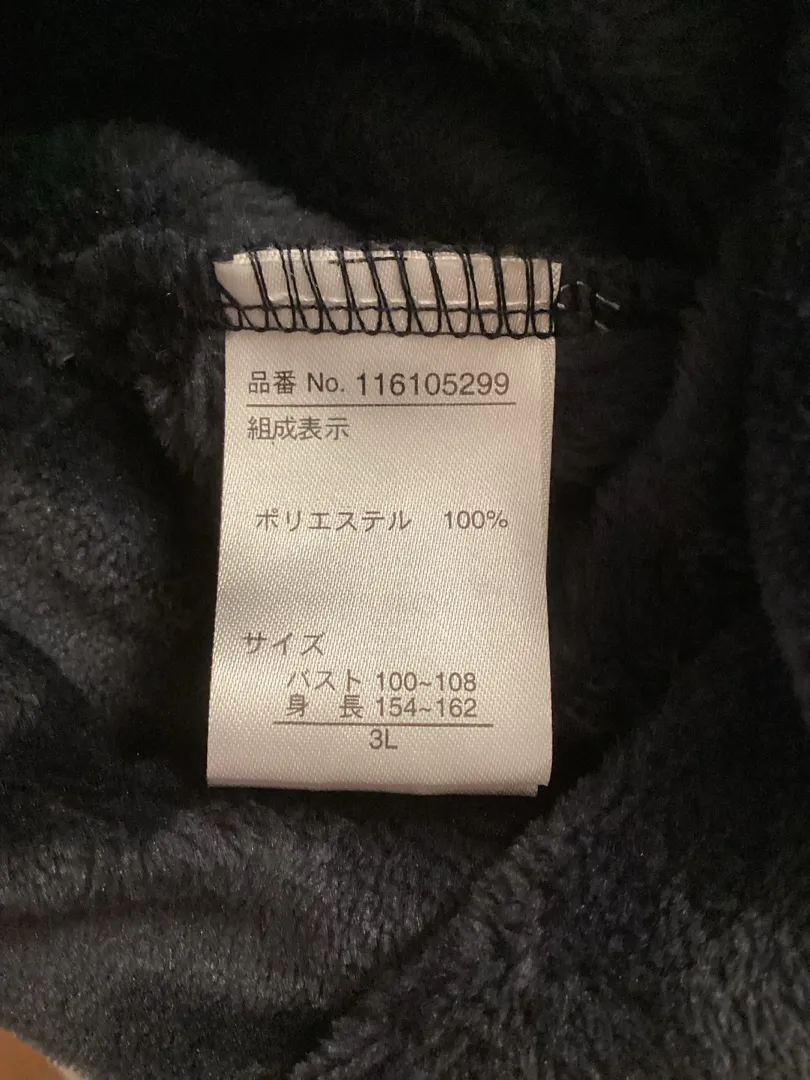 品番 No. 116105299
組成表示
ポリエステル 100%
サイズ
バスト 100~108
身 長 154~162
3L